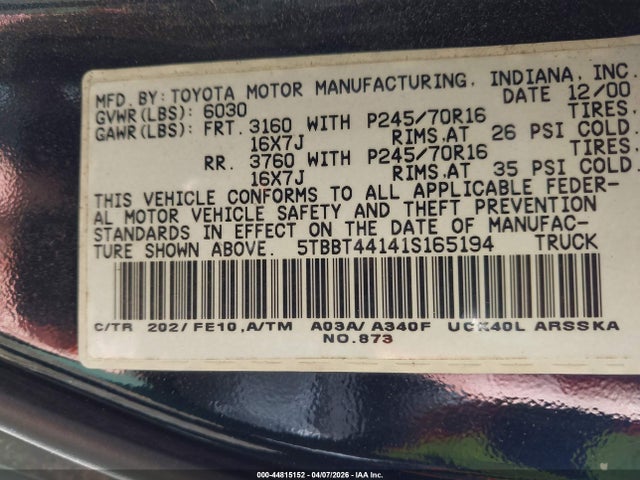 MFD. BY: TOYOTA MOTOR MANUFACTURING, INDIANA, INC.
GVWR(LBS): 6030 DATE 12/00
GAWR(LBS): FRT. 3160 WITH P245/70R16 TIRES,
16X7J RIMS,AT 26 PSI COLD.
RR. 3760 WITH P245/70R16 TIRES,
16X7J RIMS,AT 35 PSI COLD.
THIS VEHICLE CONFORMS TO ALL APPLICABLE FEDER-
AL MOTOR VEHICLE SAFETY AND THEFT PREVENTION
STANDARDS IN EFFECT ON THE DATE OF MANUFAC-
TURE SHOWN ABOVE. 5TBBT44141S165194 TRUCK
C/TR 202/FE10,A/TM A03A/A340F UCK40L ARSSKA
NO.873
000-44815152 - 04/07/2026 - IAA Inc.